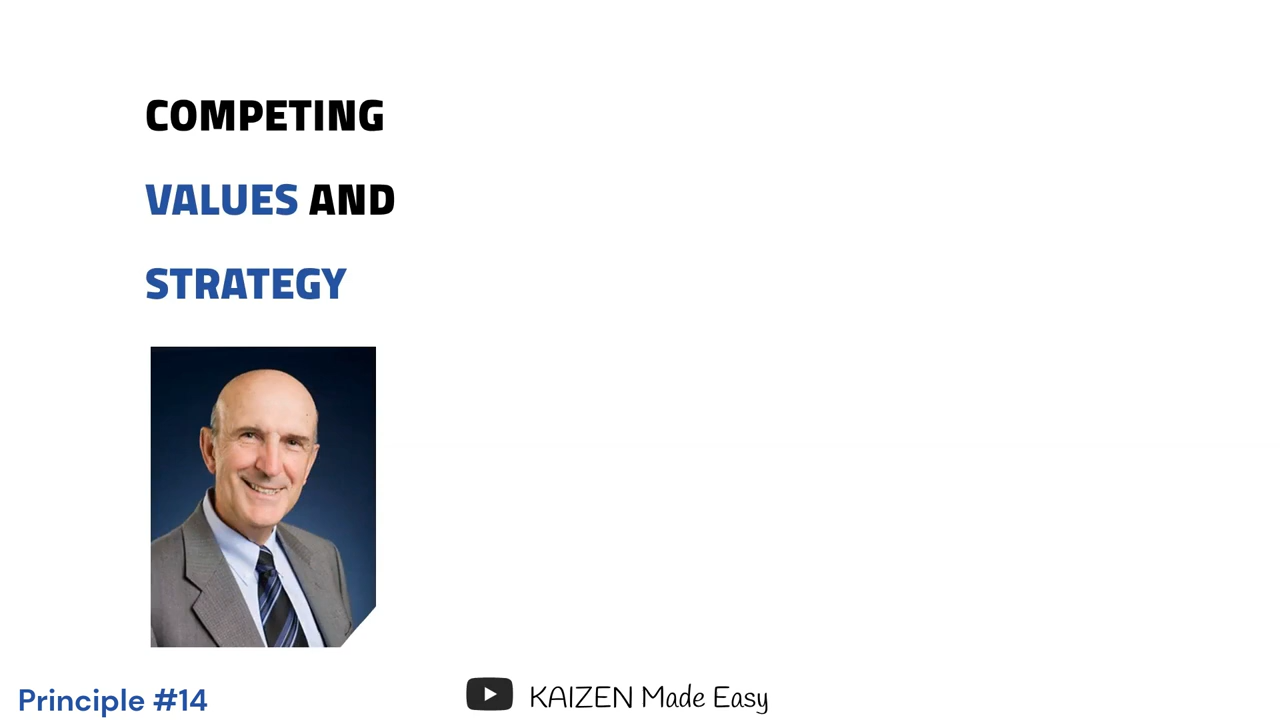 COMPETING
VALUES AND
STRATEGY
Principle #14
KAIZEN Made Easy